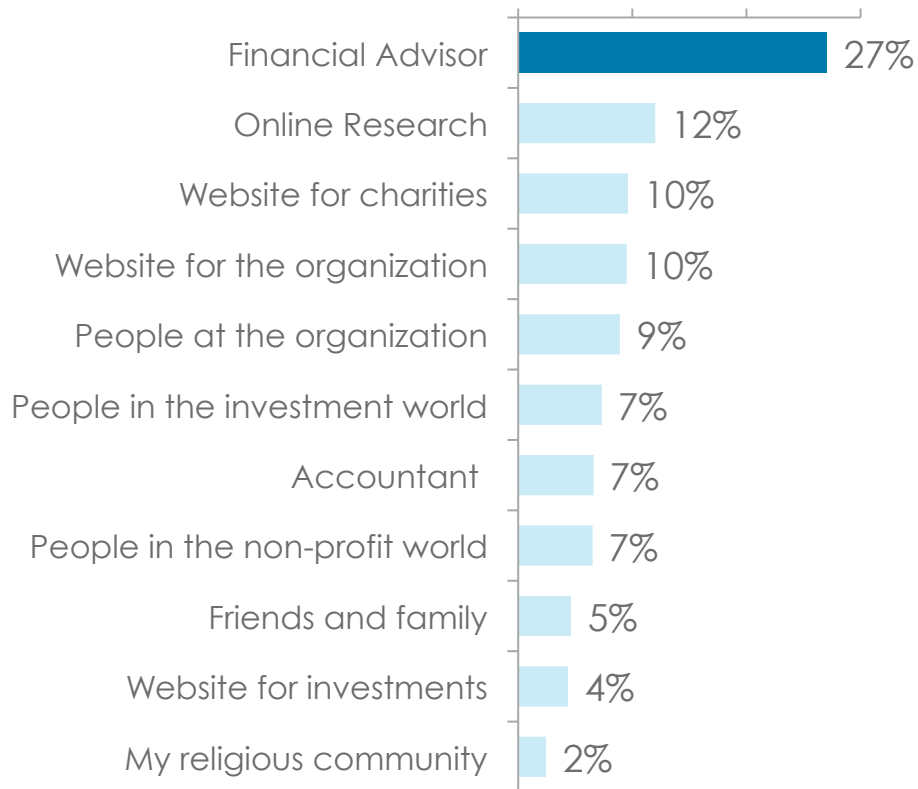 Financial Advisor 27%
Online Research 12%
Website for charities 10%
Website for the organization 10%
People at the organization 9%
People in the investment world 7%
Accountant 7%
People in the non-profit world 7%
Friends and family 5%
Website for investments 4%
My religious community 2%